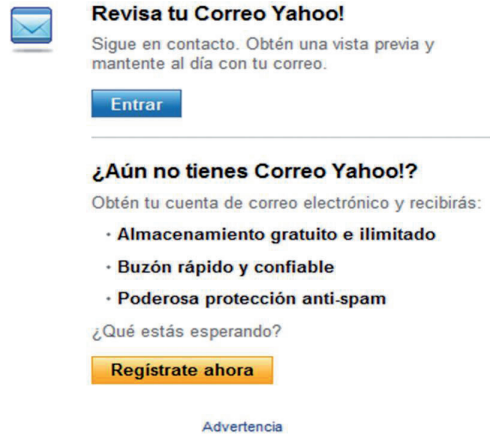 Revisa tu Correo Yahoo!
Sigue en contacto. Obtén una vista previa y
mantente al día con tu correo.
Entrar
¿Aún no tienes Correo Yahoo!?
Obtén tu cuenta de correo electrónico y recibirás:
· Almacenamiento gratuito e ilimitado
· Buzón rápido y confiable
· Poderosa protección anti-spam
¿Qué estás esperando?
Regístrate ahora
Advertencia